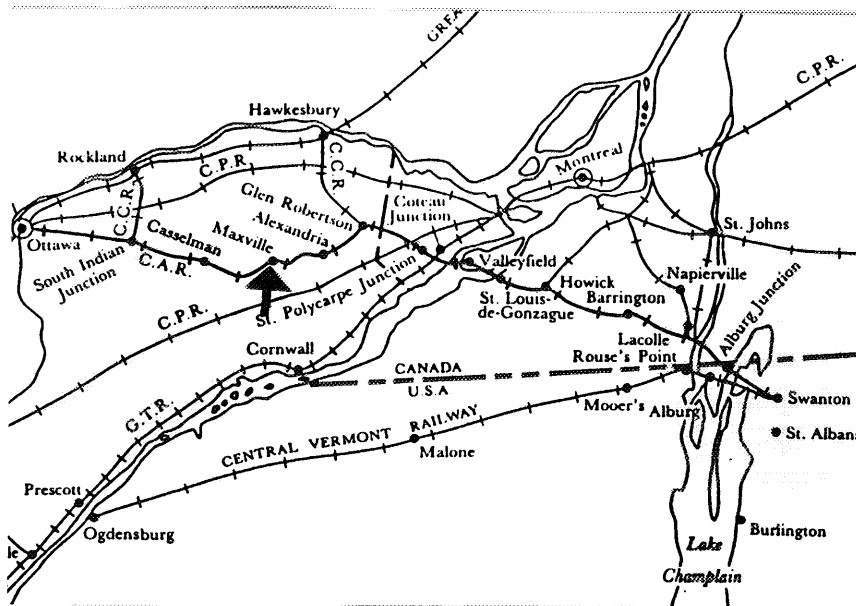 GREA
C.P.R.
Hawkesbury
Rockland
C.P.R.
C.C.R.
Montreal
C.C.R.
Glen Robertson
Coteau
Junction
Alexandria
Maxville
Casselman
Ottawa
St. Johns
South Indian
Junction
C.A.R.
Valleyfield
St. Polycarpe Junction
St. Louis-
de-Gonzague
Howick
Barrington
Napierville
Alburg Junction
C.P.R.
Lacolle
Rouse's Point
Cornwall
CANADA
U.S.A.
Mooer's
Alburg
Swanton
G.T.R.
CENTRAL VERMONT RAILWAY
Malone
St. Albans
Prescott
Ogdensburg
Burlington
le
Lake
Champlain